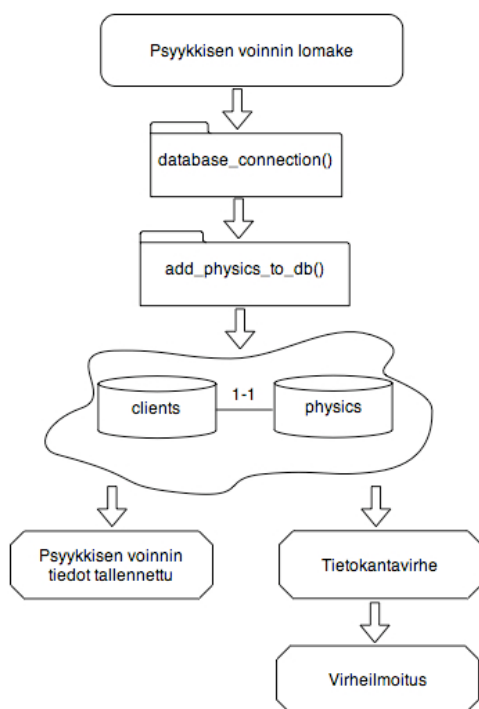 Psyykkisen voinnin lomake
database_connection()
add_physics_to_db()
clients
1-1
physics
Psyykkisen voinnin
tiedot tallennettu
Tietokantavirhe
Virheilmoitus